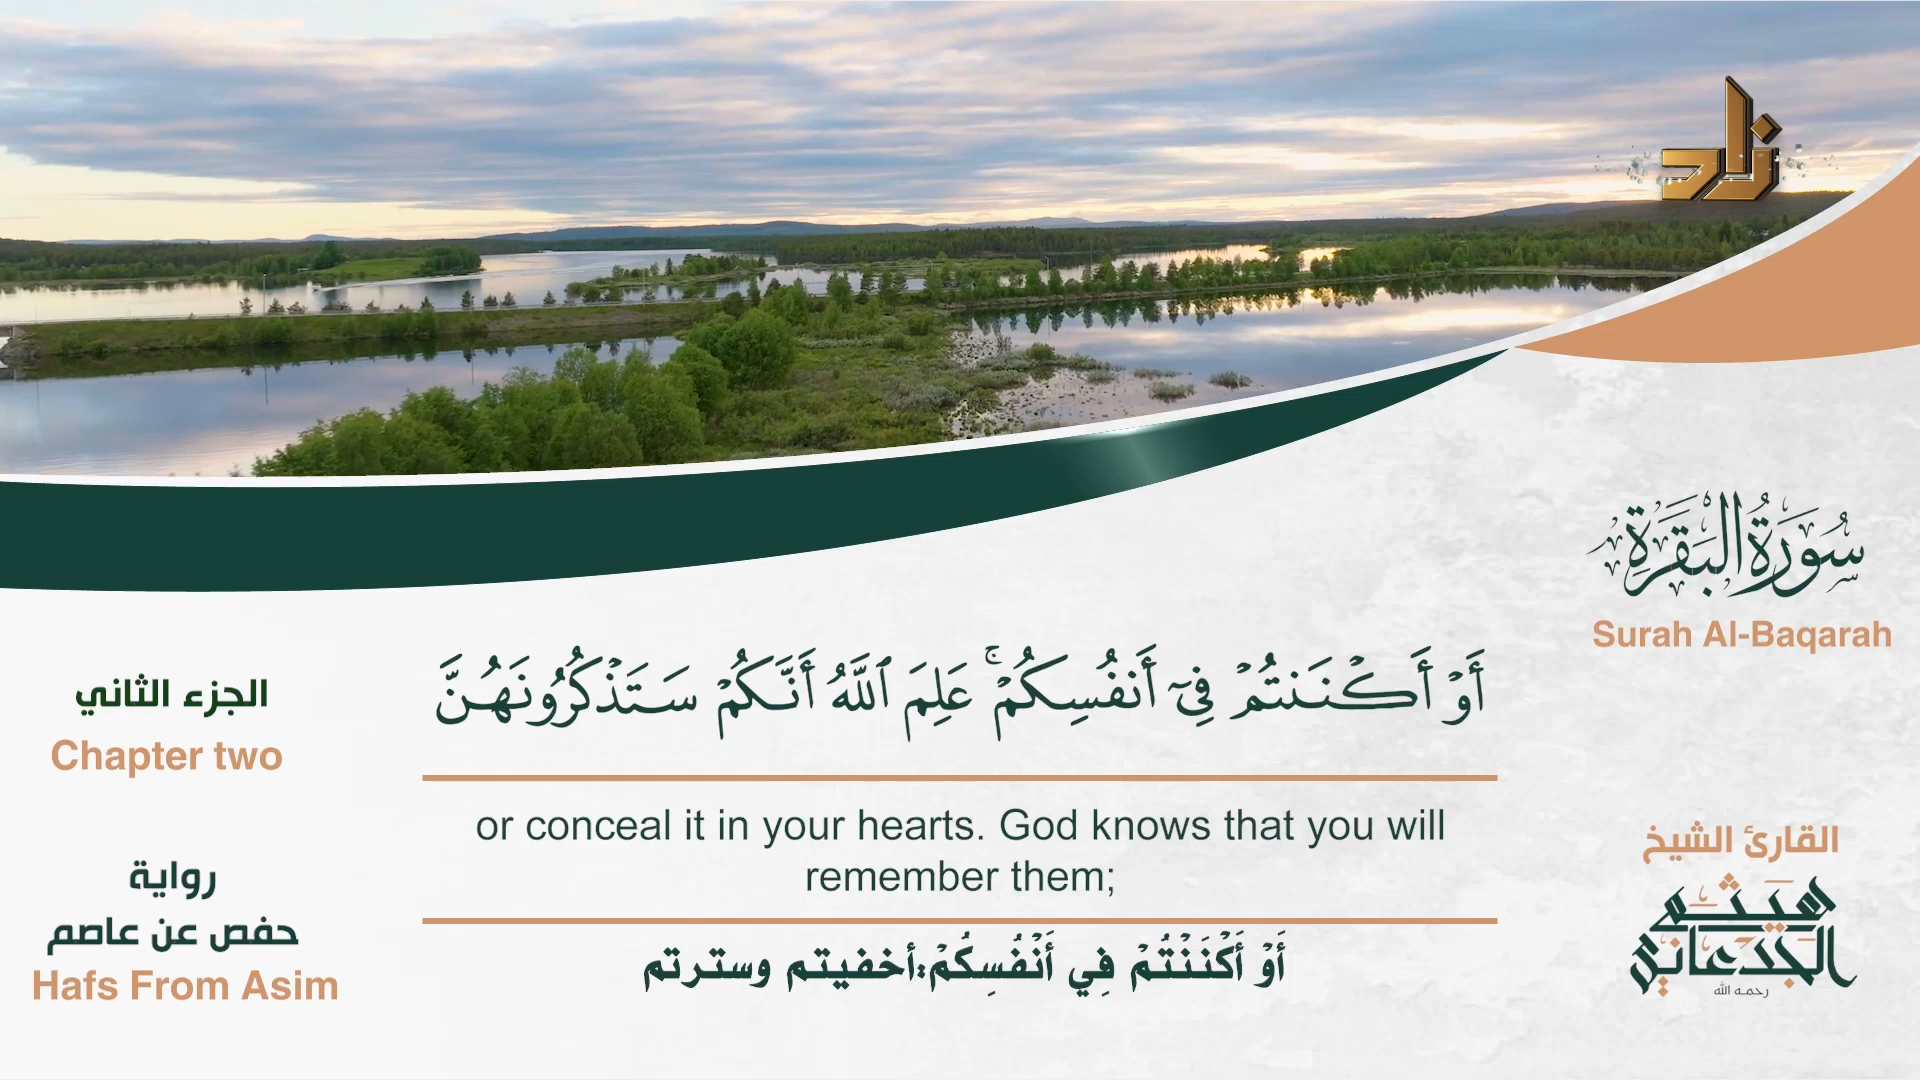 زاد
سُورَةُ البَقَرَةِ
Surah Al-Baqarah
أَوۡ أَكۡنَنتُمۡ فِيٓ أَنفُسِكُمۡۚ عَلِمَ ٱللَّهُ أَنَّكُمۡ سَتَذۡكُرُونَهُنَّ
الجزء الثاني
Chapter two
or conceal it in your hearts. God knows that you will
remember them;
القارئ الشيخ
هيثم
الجدعاني
رحمه الله
رواية
حفص عن عاصم
Hafs From Asim
أَوْ أَكْنَنْتُمْ فِي أَنْفُسِكُمْ:أخفيتم وسترتم